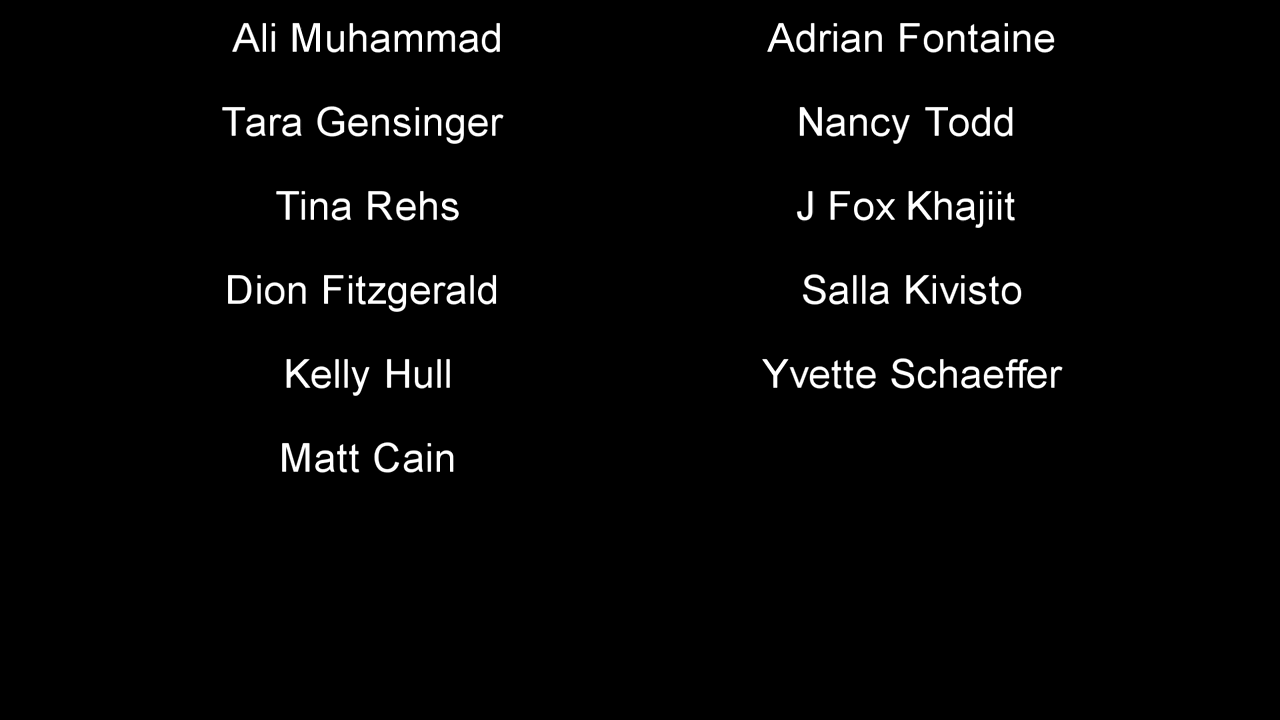 Ali Muhammad
Adrian Fontaine
Tara Gensinger
Nancy Todd
Tina Rehs
J Fox Khajiit
Dion Fitzgerald
Salla Kivisto
Kelly Hull
Yvette Schaeffer
Matt Cain